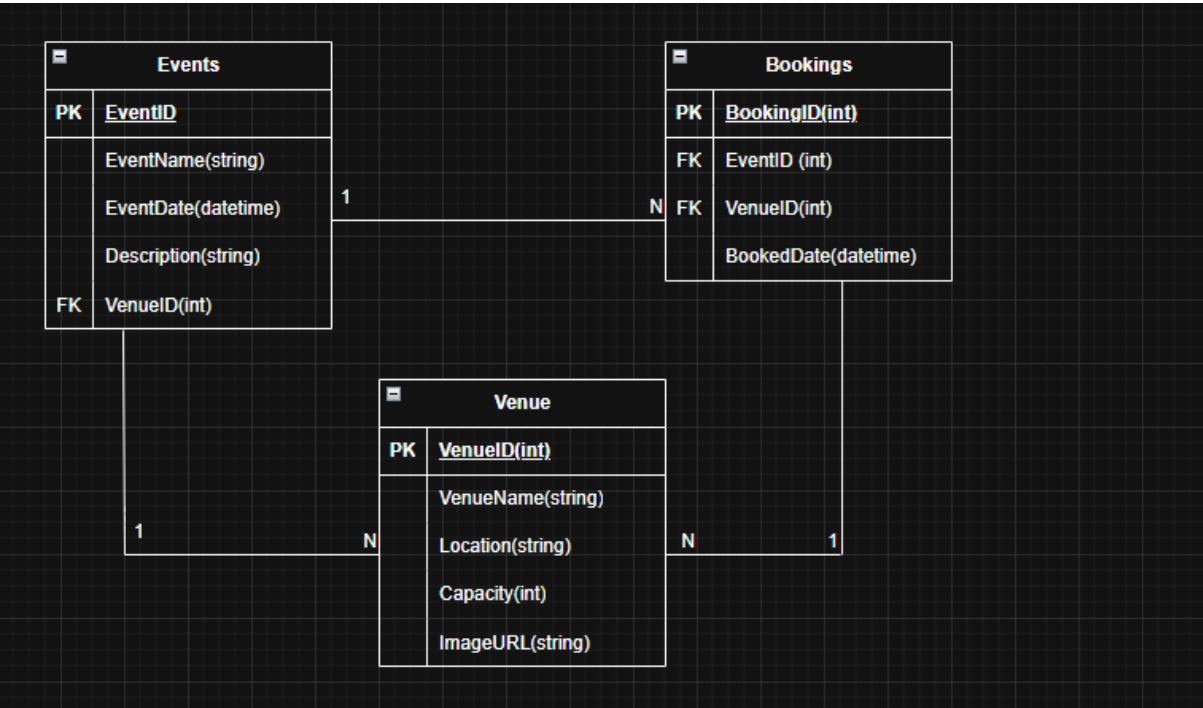 Events
PK EventID
EventName(string)
EventDate(datetime)
Description(string)
FK VenueID(int)
1
N
Bookings
PK BookingID(int)
FK EventID (int)
FK VenueID(int)
BookedDate(datetime)
Venue
PK VenueID(int)
VenueName(string)
Location(string)
Capacity(int)
ImageURL(string)
1
N
N
1